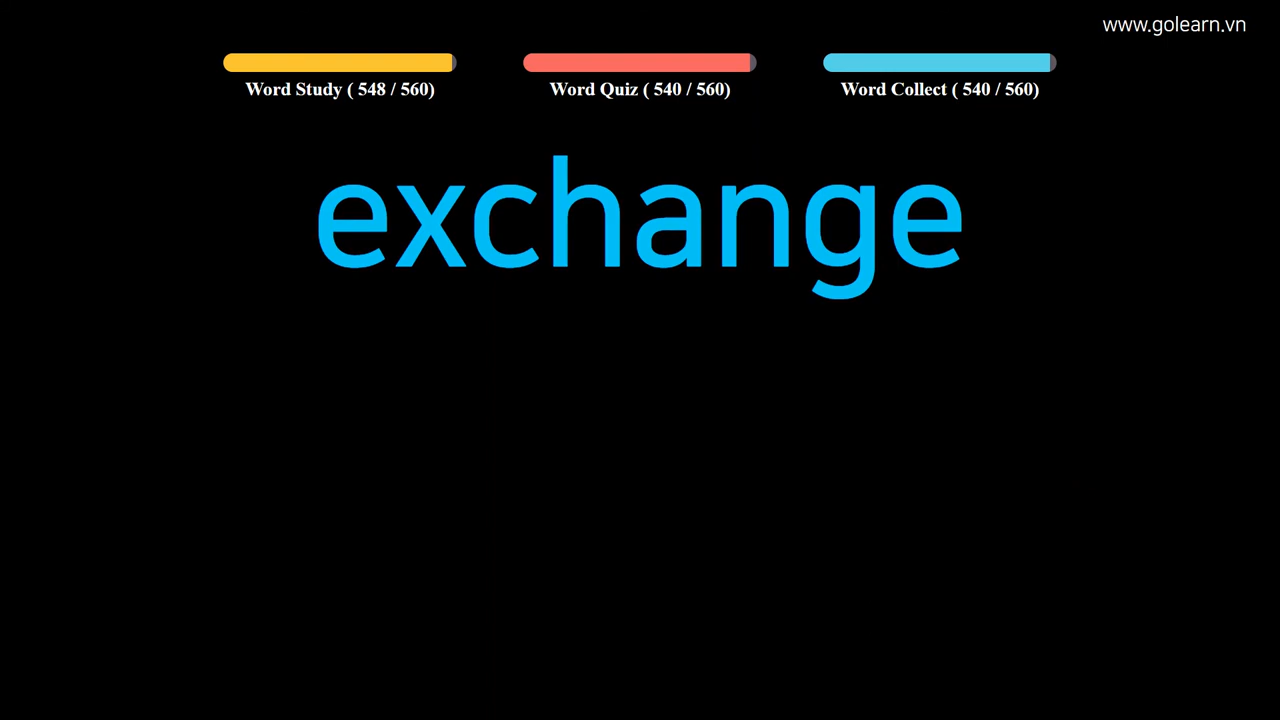 www.golearn.vn
Word Study ( 548 / 560)
Word Quiz ( 540 / 560)
Word Collect ( 540 / 560)
exchange